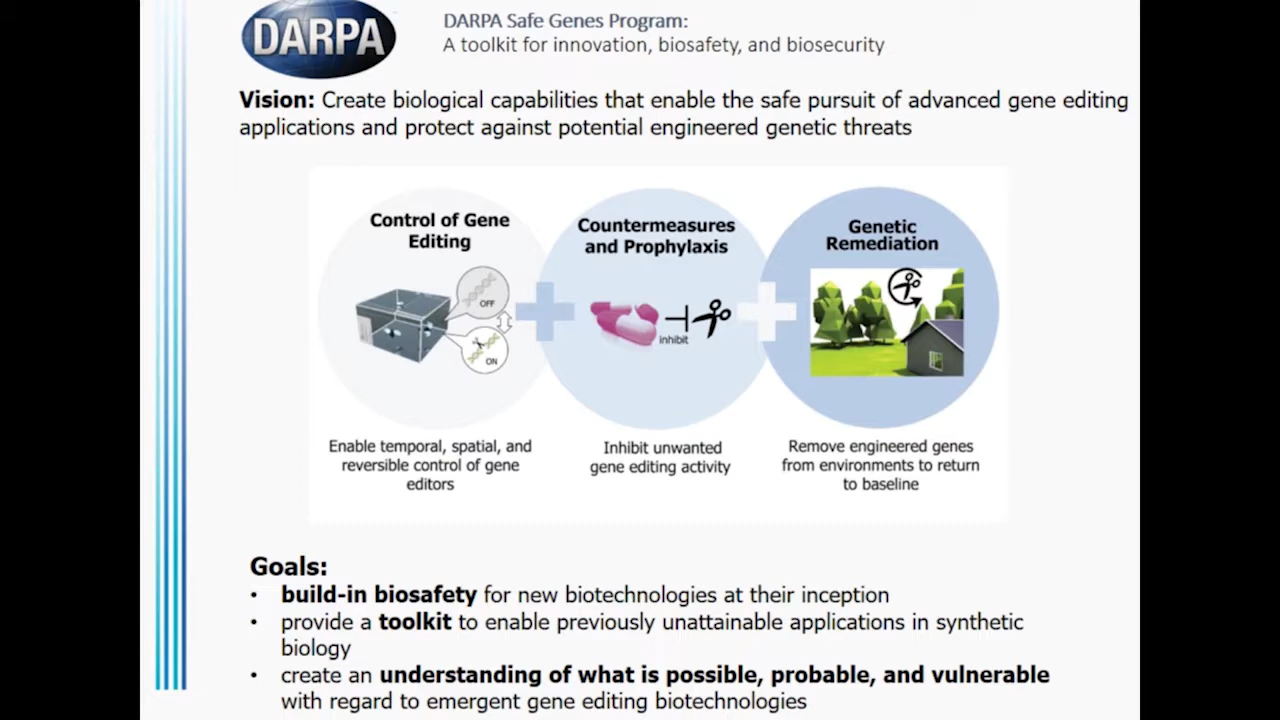 DARPA
DARPA Safe Genes Program:
A toolkit for innovation, biosafety, and biosecurity
Vision: Create biological capabilities that enable the safe pursuit of advanced gene editing
applications and protect against potential engineered genetic threats
Control of Gene
Editing
OFF
ON
Enable temporal, spatial, and
reversible control of gene
editors
Countermeasures
and Prophylaxis
inhibit
Inhibit unwanted
gene editing activity
Genetic
Remediation
Remove engineered genes
from environments to return
to baseline
Goals:
• build-in biosafety for new biotechnologies at their inception
• provide a toolkit to enable previously unattainable applications in synthetic
biology
• create an understanding of what is possible, probable, and vulnerable
with regard to emergent gene editing biotechnologies